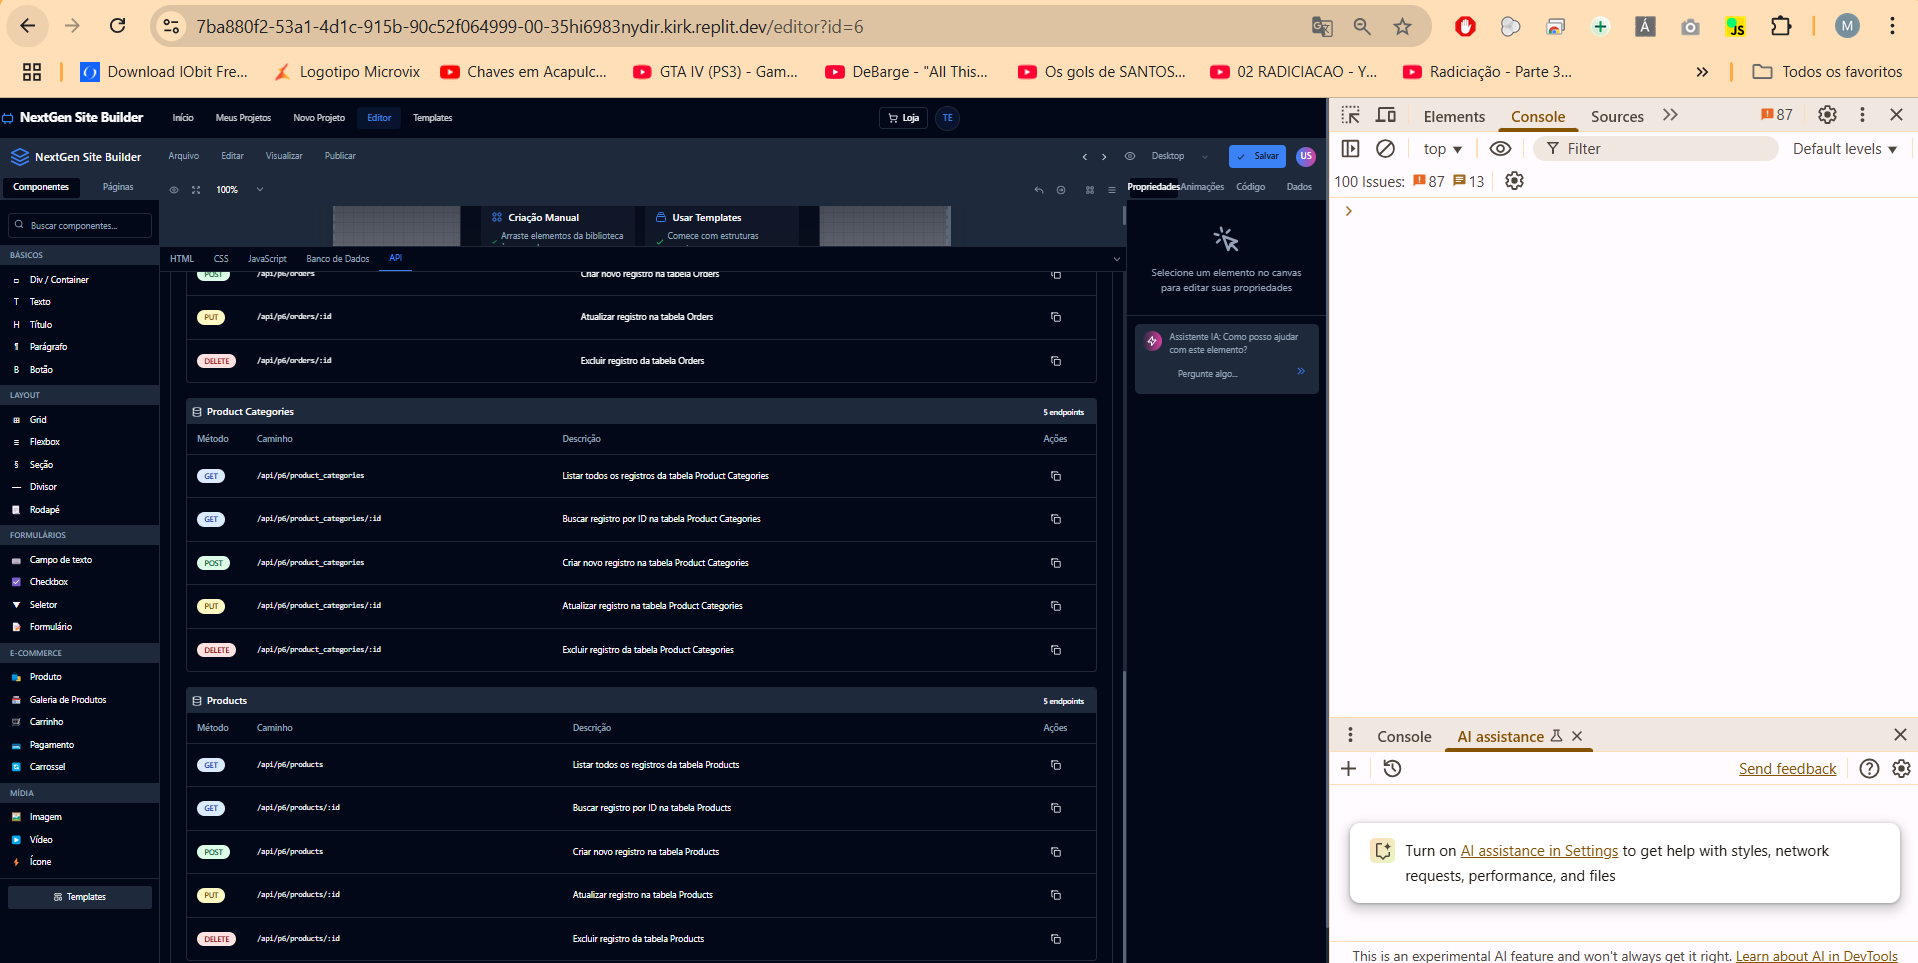 7ba880f2-53a1-4d1c-915b-90c52f064999-00-35hi6983nydir.kirk.replit.dev/editor?id=6
M
Download IObit Fre...
Logotipo Microvix
Chaves em Acapulc...
GTA IV (PS3) - Gam...
DeBarge - "All This...
Os gols de SANTOS...
02 RADICIACAO - Y...
Radiciação - Parte 3...
Todos os favoritos
NextGen Site Builder
Início
Meus Projetos
Novo Projeto
Editor
Templates
Loja
TE
NextGen Site Builder
Arquivo
Editar
Visualizar
Publicar
Desktop
Salvar
US
Componentes
Páginas
100%
Propriedades
Animações
Código
Dados
Buscar componentes...
BÁSICOS
Div / Container
T Texto
H Título
¶ Parágrafo
B Botão
LAYOUT
Grid
Flexbox
§ Seção
Divisor
Rodapé
FORMULÁRIOS
Campo de texto
Checkbox
Seletor
Formulário
E-COMMERCE
Produto
Galeria de Produtos
Carrinho
Pagamento
Carrossel
MÍDIA
Imagem
Vídeo
Ícone
Templates
Criação Manual
Arraste elementos da biblioteca
Usar Templates
Comece com estruturas
HTML
CSS
JavaScript
Banco de Dados
API
POST /api/p6/orders Criar novo registro na tabela Orders
PUT /api/p6/orders/:id Atualizar registro na tabela Orders
DELETE /api/p6/orders/:id Excluir registro da tabela Orders
Product Categories 5 endpoints
Método Caminho Descrição Ações
GET /api/p6/product_categories Listar todos os registros da tabela Product Categories
GET /api/p6/product_categories/:id Buscar registro por ID na tabela Product Categories
POST /api/p6/product_categories Criar novo registro na tabela Product Categories
PUT /api/p6/product_categories/:id Atualizar registro na tabela Product Categories
DELETE /api/p6/product_categories/:id Excluir registro da tabela Product Categories
Products 5 endpoints
Método Caminho Descrição Ações
GET /api/p6/products Listar todos os registros da tabela Products
GET /api/p6/products/:id Buscar registro por ID na tabela Products
POST /api/p6/products Criar novo registro na tabela Products
PUT /api/p6/products/:id Atualizar registro na tabela Products
DELETE /api/p6/products/:id Excluir registro da tabela Products
Selecione um elemento no canvas
para editar suas propriedades
Assistente IA: Como posso ajudar
com este elemento?
Pergunte algo...
Elements
Console
Sources
87
top
Filter
Default levels
100 Issues: 87 13
Console
AI assistance
Send feedback
Turn on AI assistance in Settings to get help with styles, network
requests, performance, and files
This is an experimental AI feature and won't always get it right. Learn about AI in DevTools